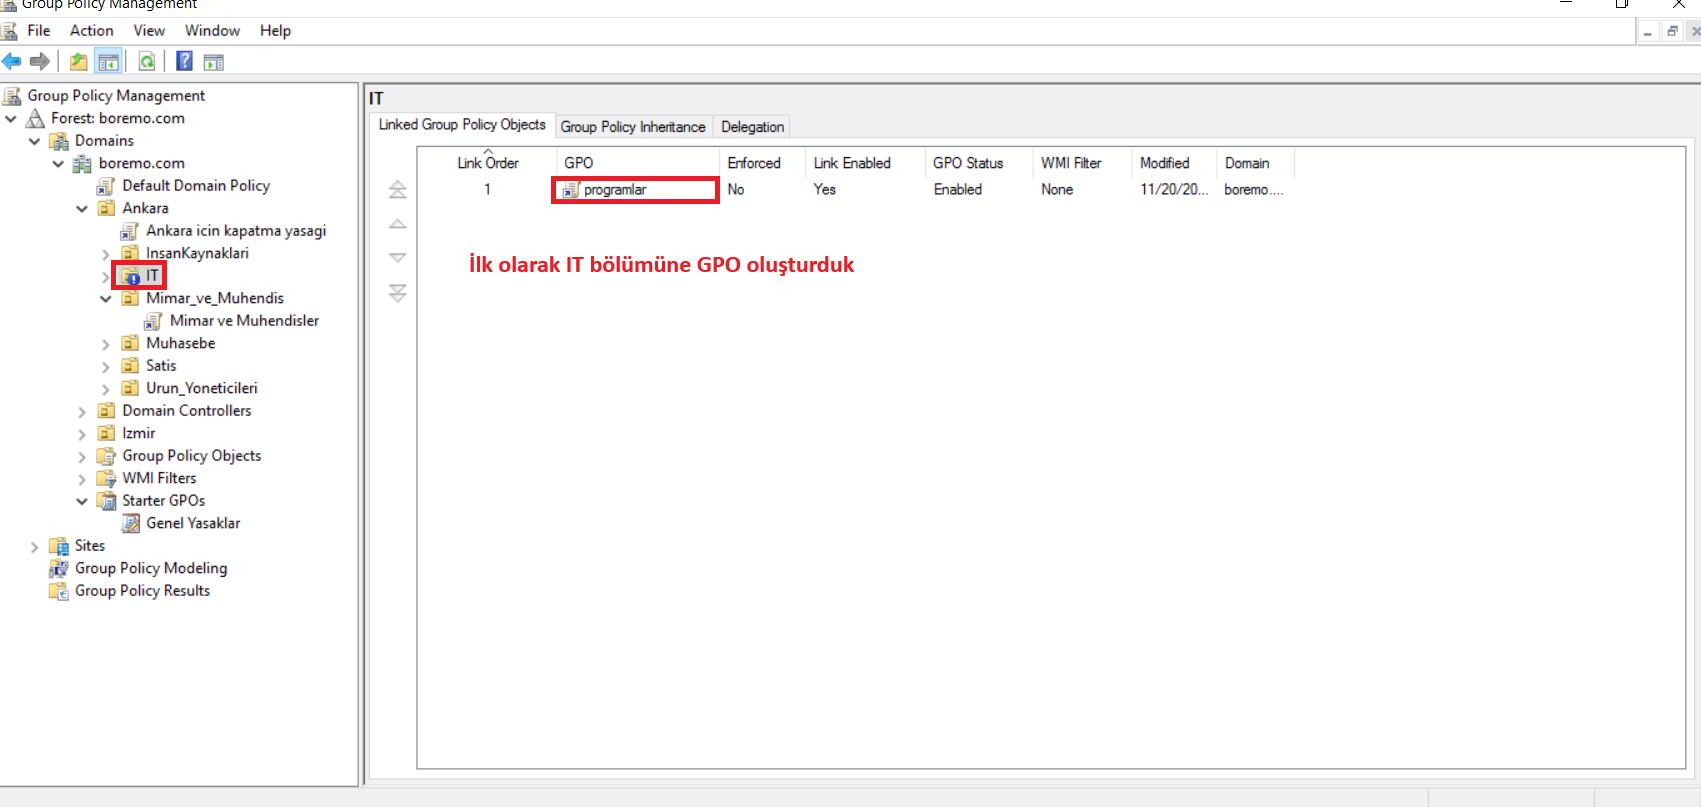 Group Policy Management
File Action View Window Help
Group Policy Management
Forest: boremo.com
Domains
boremo.com
Default Domain Policy
Ankara
Ankara icin kapatma yasagi
InsanKaynaklari
IT
Mimar_ve_Muhendis
Mimar ve Muhendisler
Muhasebe
Satis
Urun_Yoneticileri
Domain Controllers
Izmir
Group Policy Objects
WMI Filters
Starter GPOs
Genel Yasaklar
Sites
Group Policy Modeling
Group Policy Results
IT
Linked Group Policy Objects Group Policy Inheritance Delegation
Link Order GPO Enforced Link Enabled GPO Status WMI Filter Modified Domain
1 programlar No Yes Enabled None 11/20/20... boremo....
İlk olarak IT bölümüne GPO oluşturduk